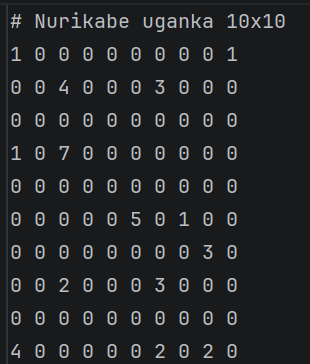 # Nurikabe uganka 10x10
1 0 0 0 0 0 0 0 0 1
0 0 4 0 0 0 3 0 0 0
0 0 0 0 0 0 0 0 0 0
1 0 7 0 0 0 0 0 0 0
0 0 0 0 0 0 0 0 0 0
0 0 0 0 0 5 0 1 0 0
0 0 0 0 0 0 0 0 3 0
0 0 2 0 0 0 3 0 0 0
0 0 0 0 0 0 0 0 0 0
4 0 0 0 0 0 2 0 2 0